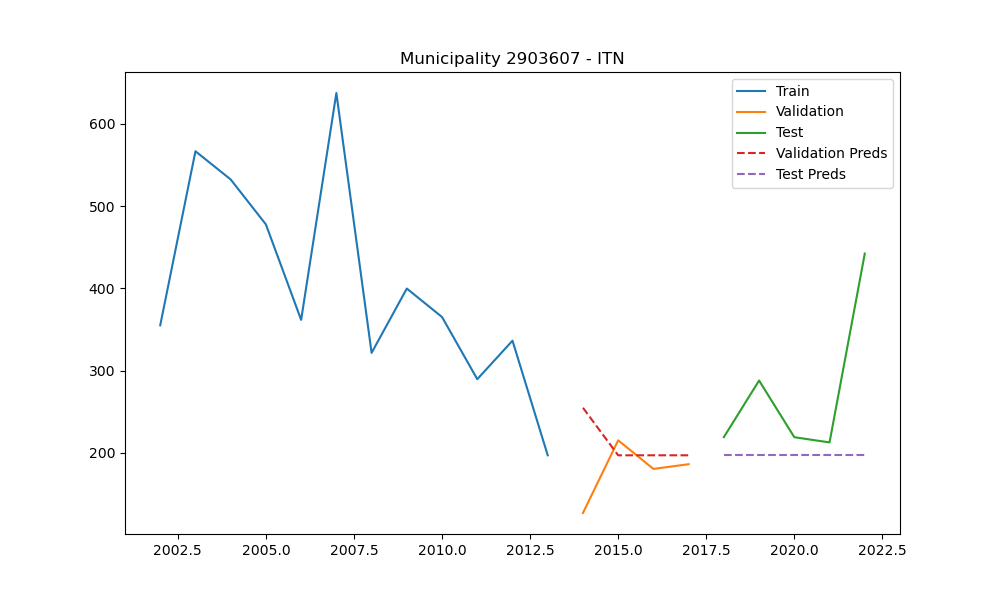 Municipality 2903607 - ITN
Train
Validation
Test
Validation Preds
Test Preds
600
500
400
300
200
2002.5 2005.0 2007.5 2010.0 2012.5 2015.0 2017.5 2020.0 2022.5